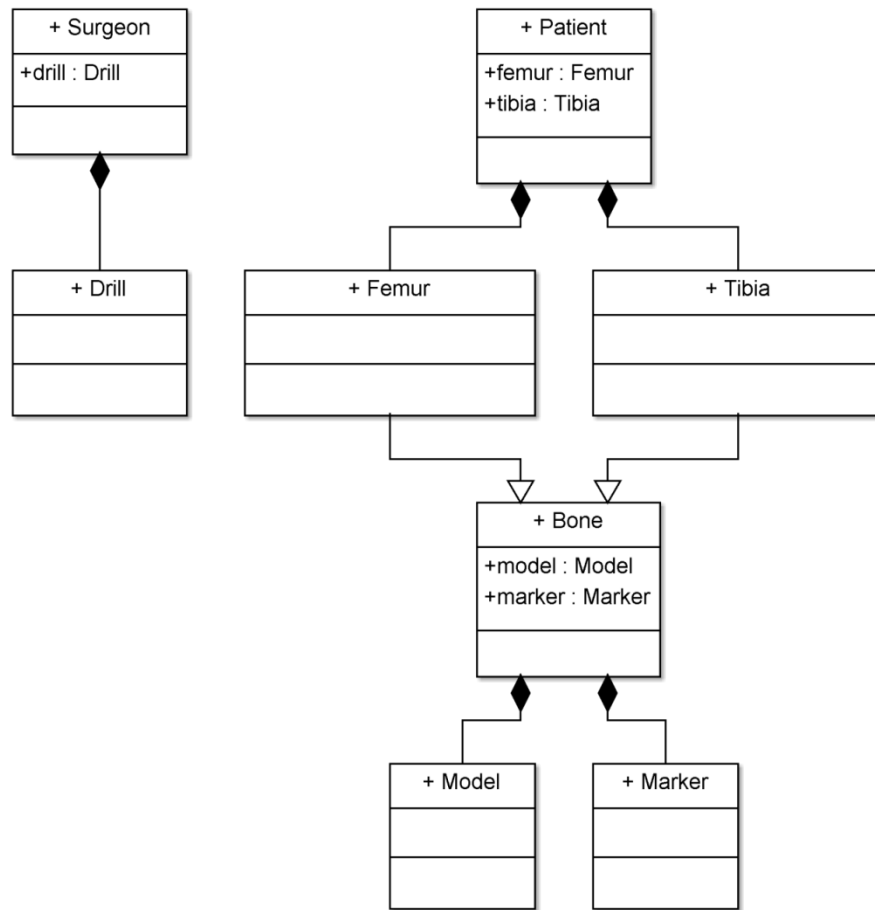 + Surgeon
+drill : Drill
+ Patient
+femur : Femur
+tibia : Tibia
+ Drill
+ Femur
+ Tibia
+ Bone
+model : Model
+marker : Marker
+ Model
+ Marker